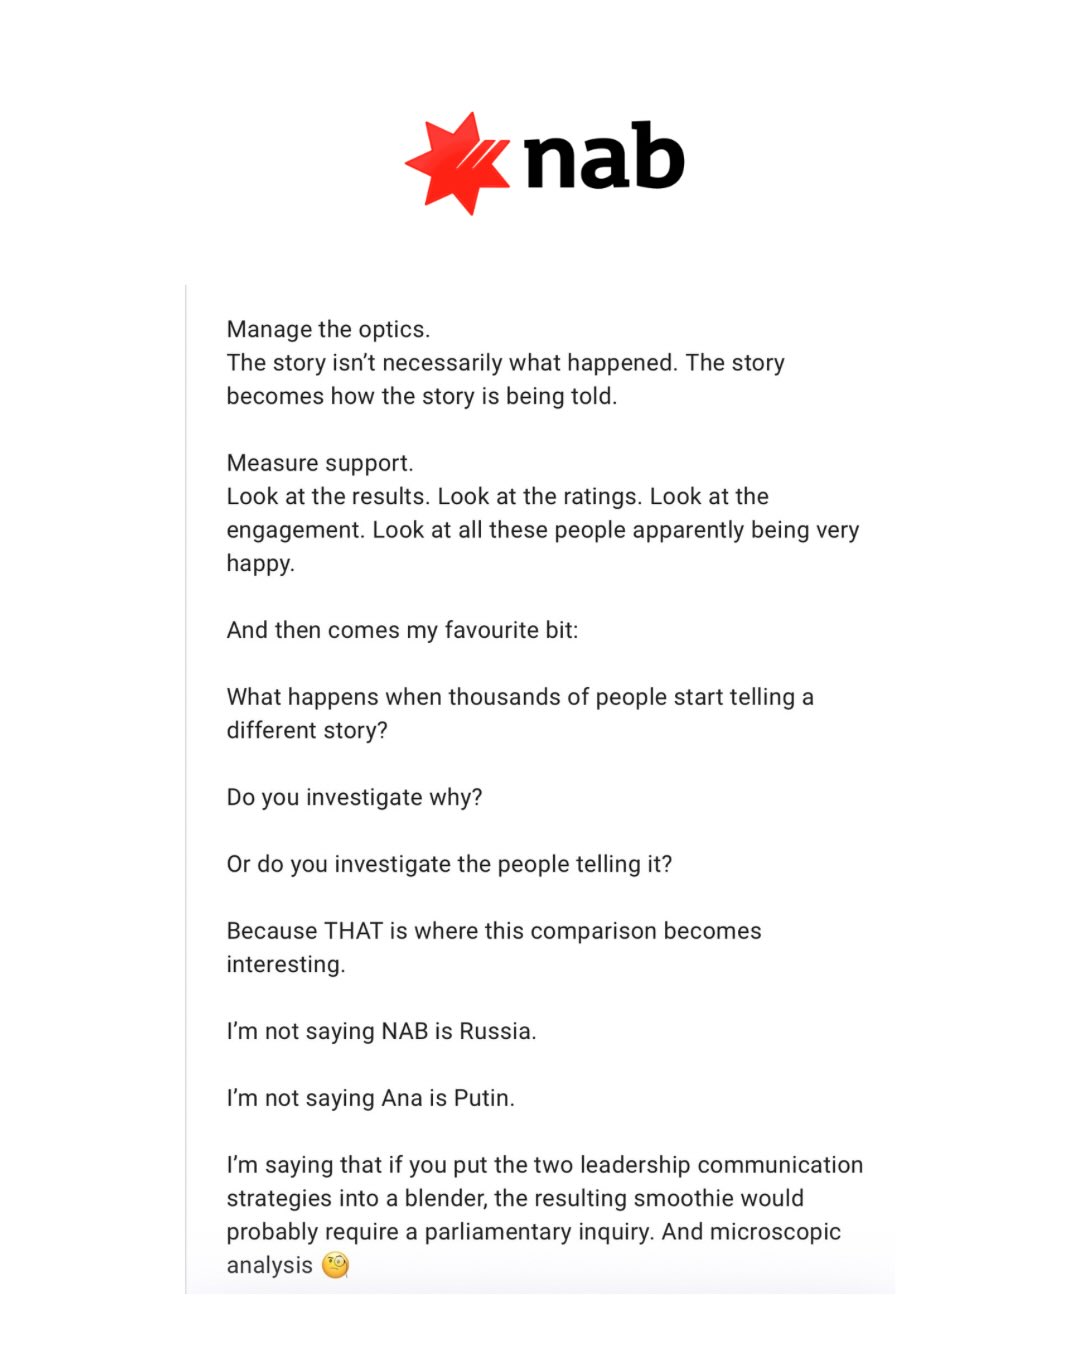 nab
Manage the optics.
The story isn’t necessarily what happened. The story
becomes how the story is being told.
Measure support.
Look at the results. Look at the ratings. Look at the
engagement. Look at all these people apparently being very
happy.
And then comes my favourite bit:
What happens when thousands of people start telling a
different story?
Do you investigate why?
Or do you investigate the people telling it?
Because THAT is where this comparison becomes
interesting.
I’m not saying NAB is Russia.
I’m not saying Ana is Putin.
I’m saying that if you put the two leadership communication
strategies into a blender, the resulting smoothie would
probably require a parliamentary inquiry. And microscopic
analysis 🧐